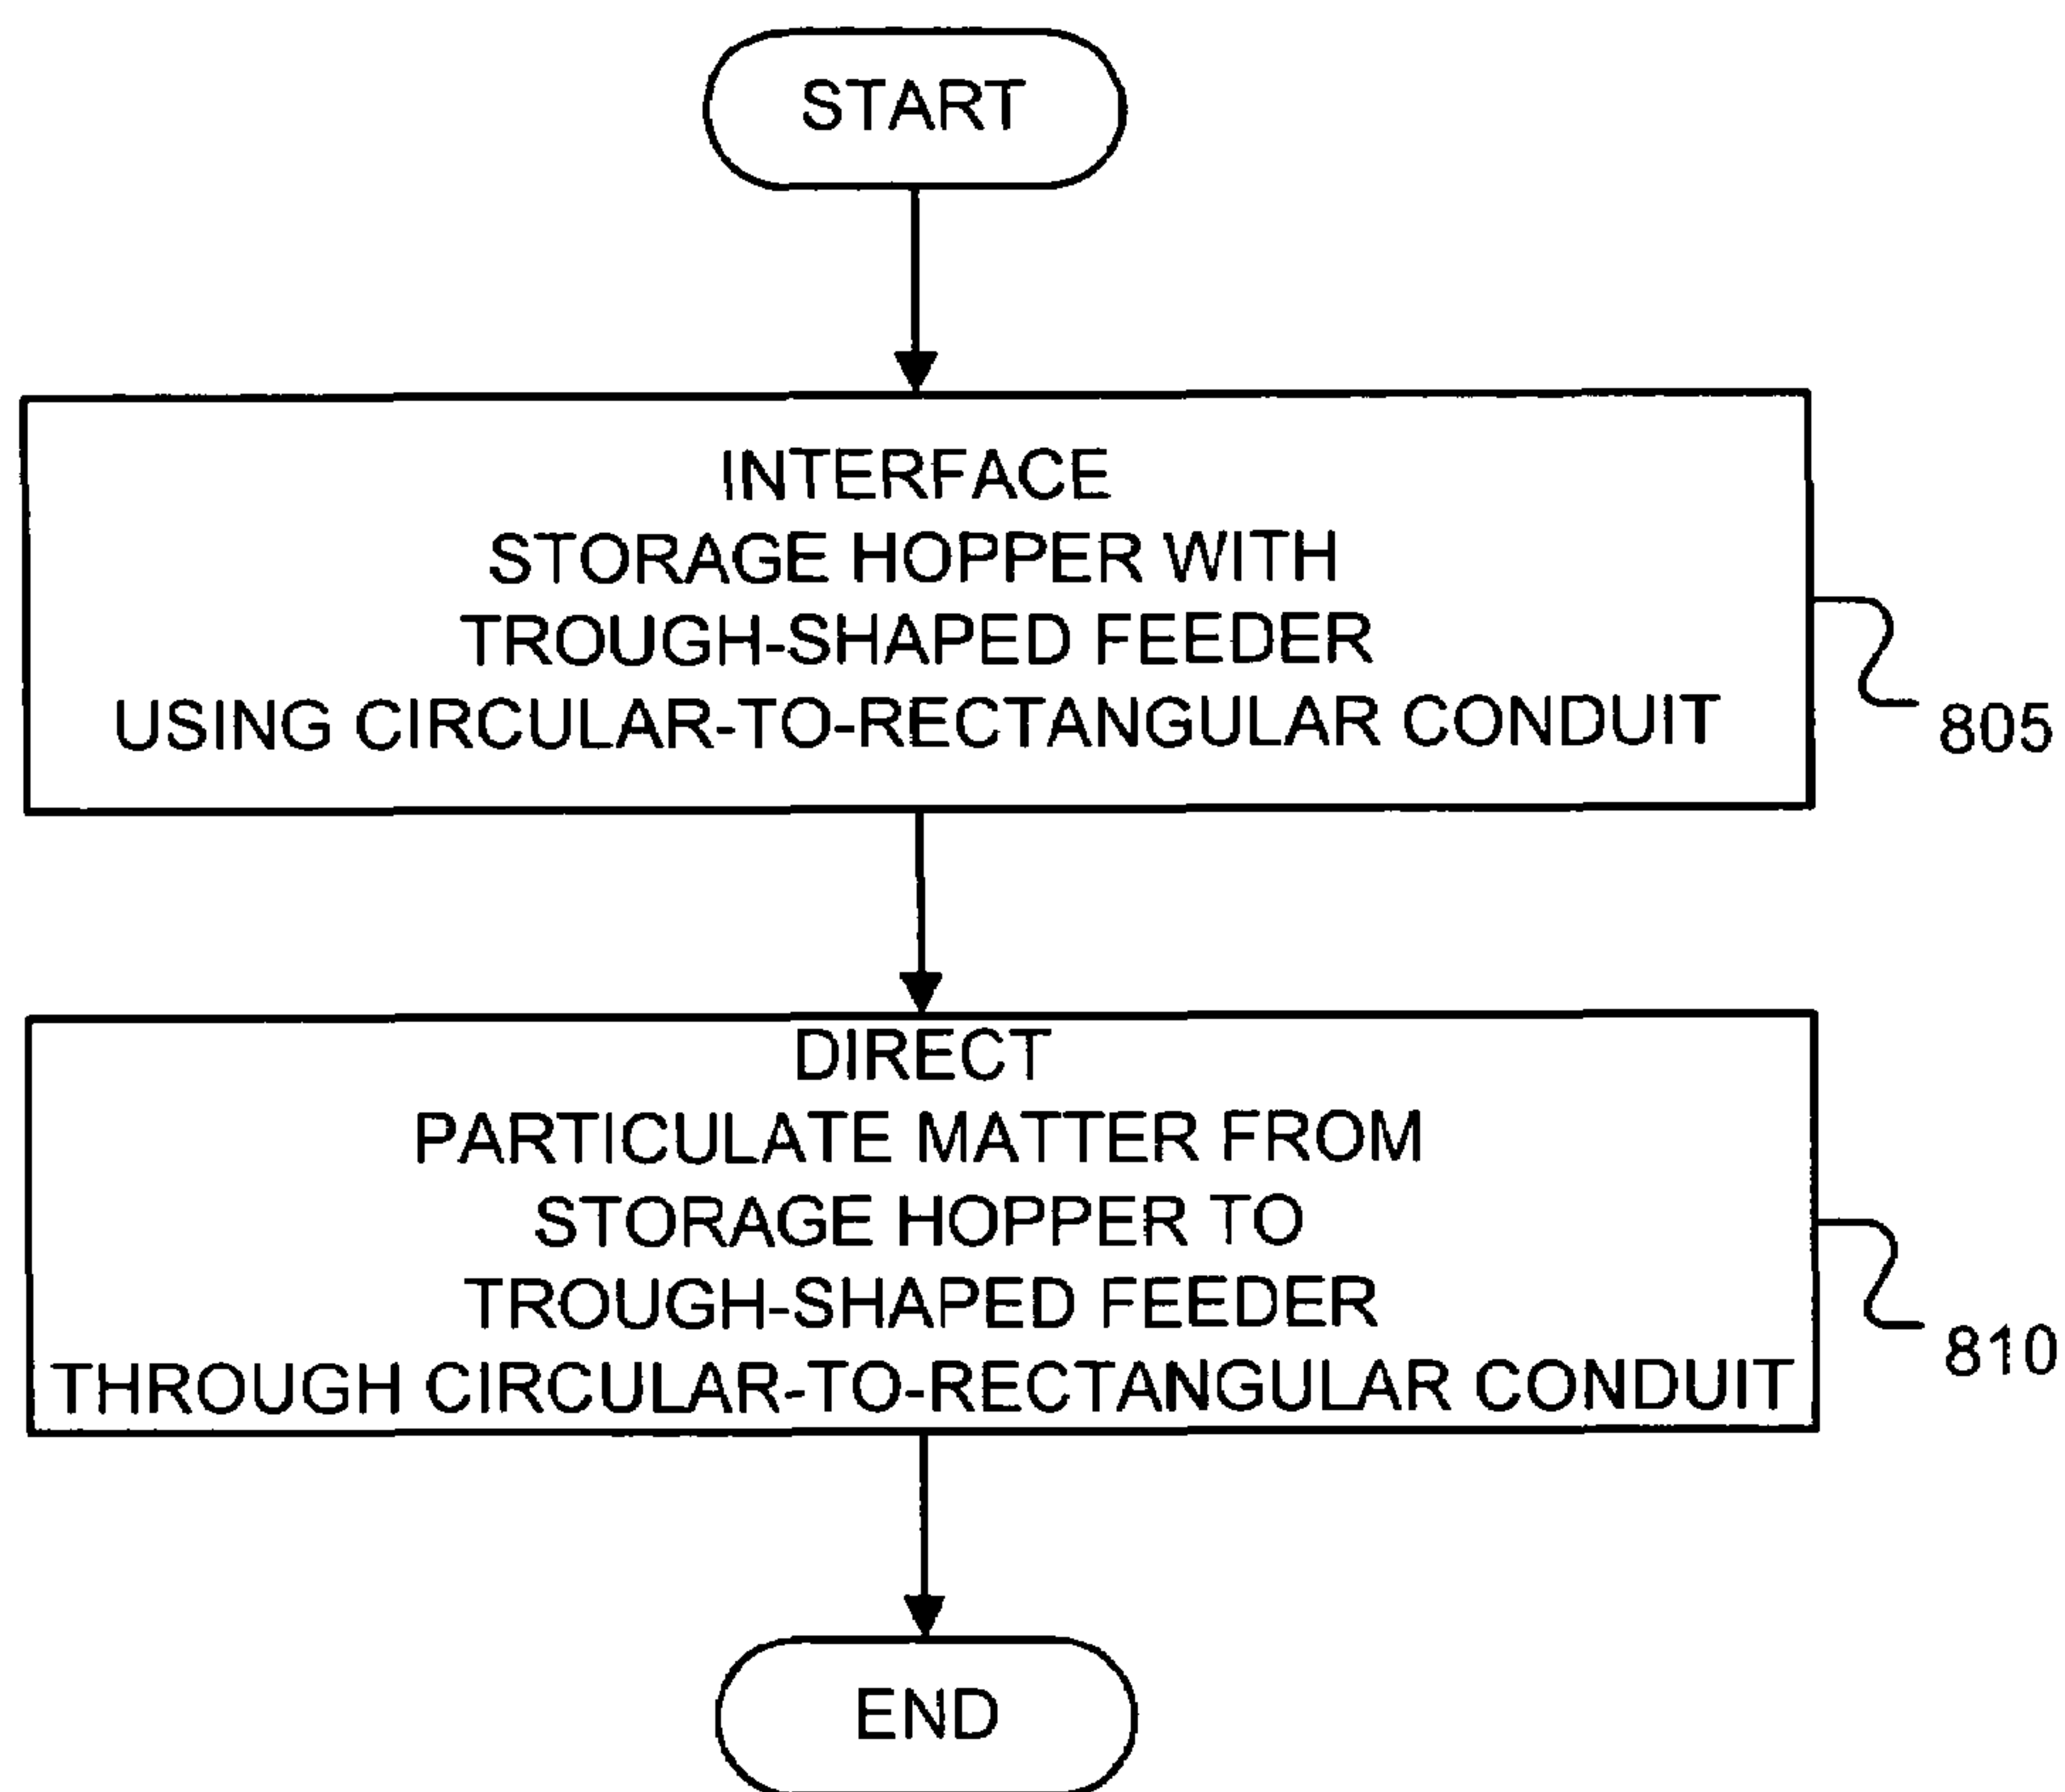 START
INTERFACE
STORAGE HOPPER WITH
TROUGH-SHAPED FEEDER
USING CIRCULAR-TO-RECTANGULAR CONDUIT
805
DIRECT
PARTICULATE MATTER FROM
STORAGE HOPPER TO
TROUGH-SHAPED FEEDER
THROUGH CIRCULAR-TO-RECTANGULAR CONDUIT
810
END